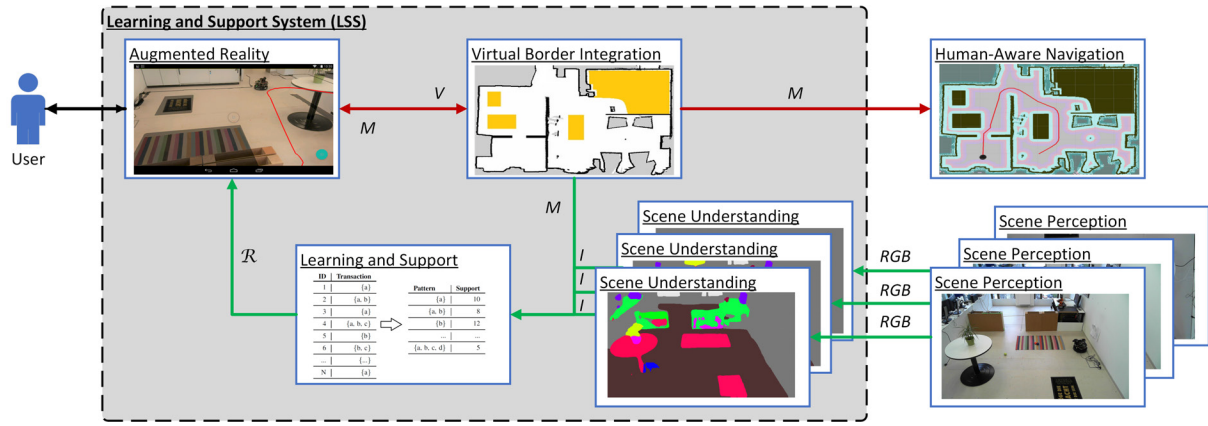 Learning and Support System (LSS)
Augmented Reality
Virtual Border Integration
Human-Aware Navigation
User
V
M
M
M
ℛ
Learning and Support
ID | Transaction
1 | {a}
2 | {a, b}
3 | {a}
4 | {a, b, c}
5 | {b}
6 | {b, c}
... | {...}
N | {a}
Pattern | Support
{a} | 10
{a, b} | 8
{b} | 12
... | ...
{a, b, c, d} | 5
I
I
I
Scene Understanding
Scene Understanding
Scene Understanding
RGB
RGB
RGB
Scene Perception
Scene Perception
Scene Perception